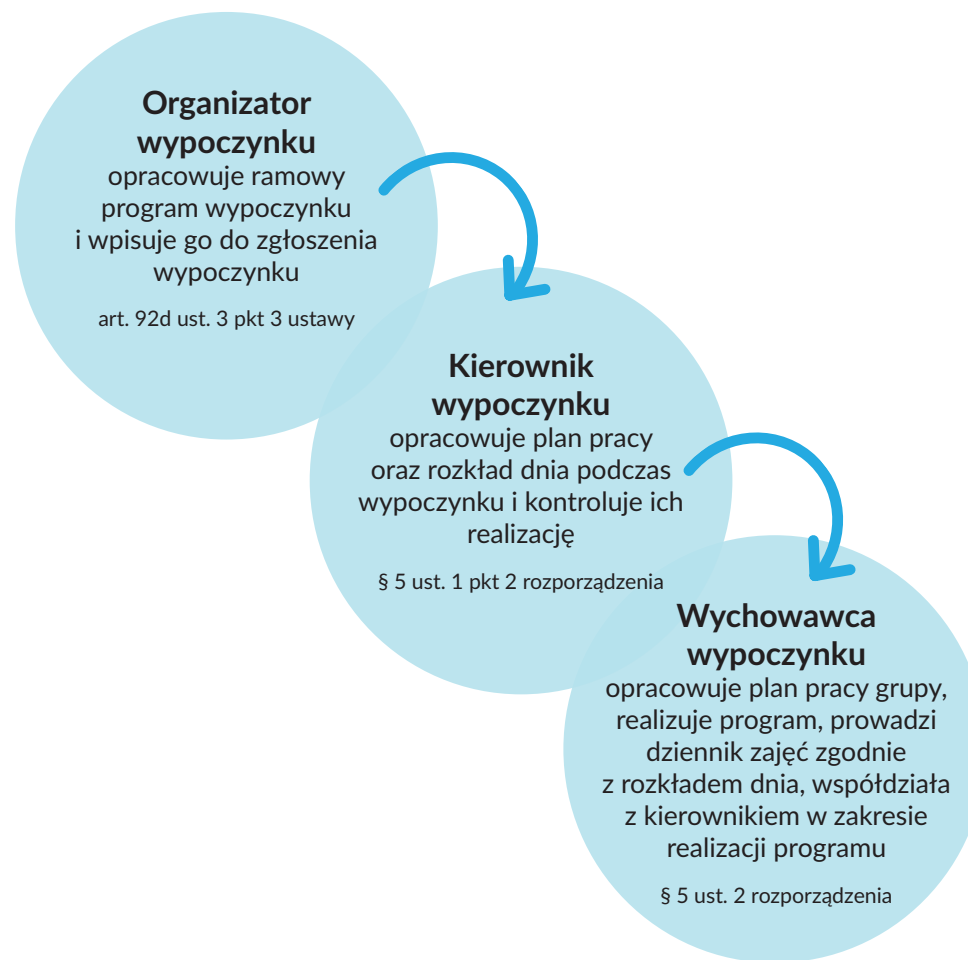 Organizator
wypoczynku
opracowuje ramowy
program wypoczynku
i wpisuje go do zgłoszenia
wypoczynku
art. 92d ust. 3 pkt 3 ustawy
Kierownik
wypoczynku
opracowuje plan pracy
oraz rozkład dnia podczas
wypoczynku i kontroluje ich
realizację
§ 5 ust. 1 pkt 2 rozporządzenia
Wychowawca
wypoczynku
opracowuje plan pracy grupy,
realizuje program, prowadzi
dziennik zajęć zgodnie
z rozkładem dnia, współdziała
z kierownikiem w zakresie
realizacji programu
§ 5 ust. 2 rozporządzenia